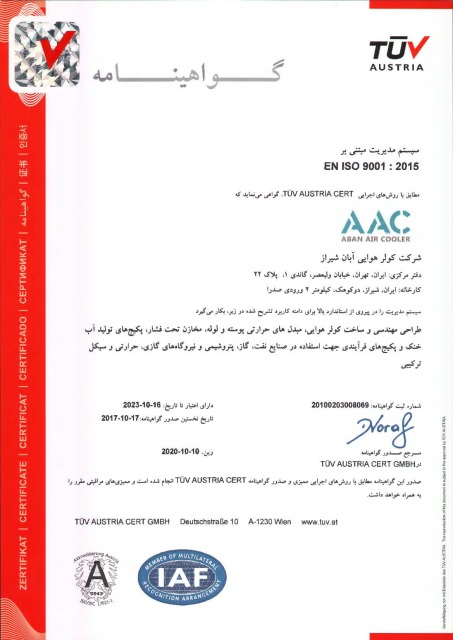 گواهینامه
TÜV
AUSTRIA
سیستم مدیریت مبتنی بر
EN ISO 9001 : 2015
مطابق با روش‌های اجرایی TÜV AUSTRIA CERT، گواهی می‌نماید که
AAC
ABAN AIR COOLER
شرکت کولر هوایی آبان شیراز
دفتر مرکزی: ایران، تهران، خیابان ولیعصر، گاندی ۱، پلاک ۲۲
کارخانه: ایران، شیراز، دوکوهک، کیلومتر ۲ ورودی صدرا
سیستم مدیریت را در پیروی از استاندارد بالا برای دامنه کاربرد تشریح شده در زیر، بکار می‌گیرد
طراحی مهندسی و ساخت کولر هوایی، مبدل های حرارتی پوسته و لوله، مخازن تحت فشار، پکیج‌های تولید آب
خنک و پکیج‌های فرآیندی جهت استفاده در صنایع نفت، گاز، پتروشیمی و نیروگاه‌های گازی، حرارتی و سیکل
ترکیبی
شماره ثبت گواهینامه: 20100203008069
دارای اعتبار تا تاریخ: 2023-10-16
تاریخ نخستین صدور گواهینامه: 2017-10-17
مرجع صدور گواهینامه
در TÜV AUSTRIA CERT GMBH
وین، 2020-10-10
صدور این گواهینامه مطابق با روش‌های اجرایی ممیزی و صدور گواهینامه TÜV AUSTRIA CERT انجام شده است و ممیزی‌های مراقبتی مقرر را
به همراه خواهد داشت.
TÜV AUSTRIA CERT GMBH Deutschstraße 10 A-1230 Wien www.tuv.at
Accreditierung Austria
A
0943
MEMBER OF MULTILATERAL
IAF
RECOGNITION ARRANGEMENT
ZERTIFIKAT | CERTIFICATE | CERTIFICAT | CERTIFICADO | СЕРТИФИКАТ | گواهینامه | 证书 | 인증서